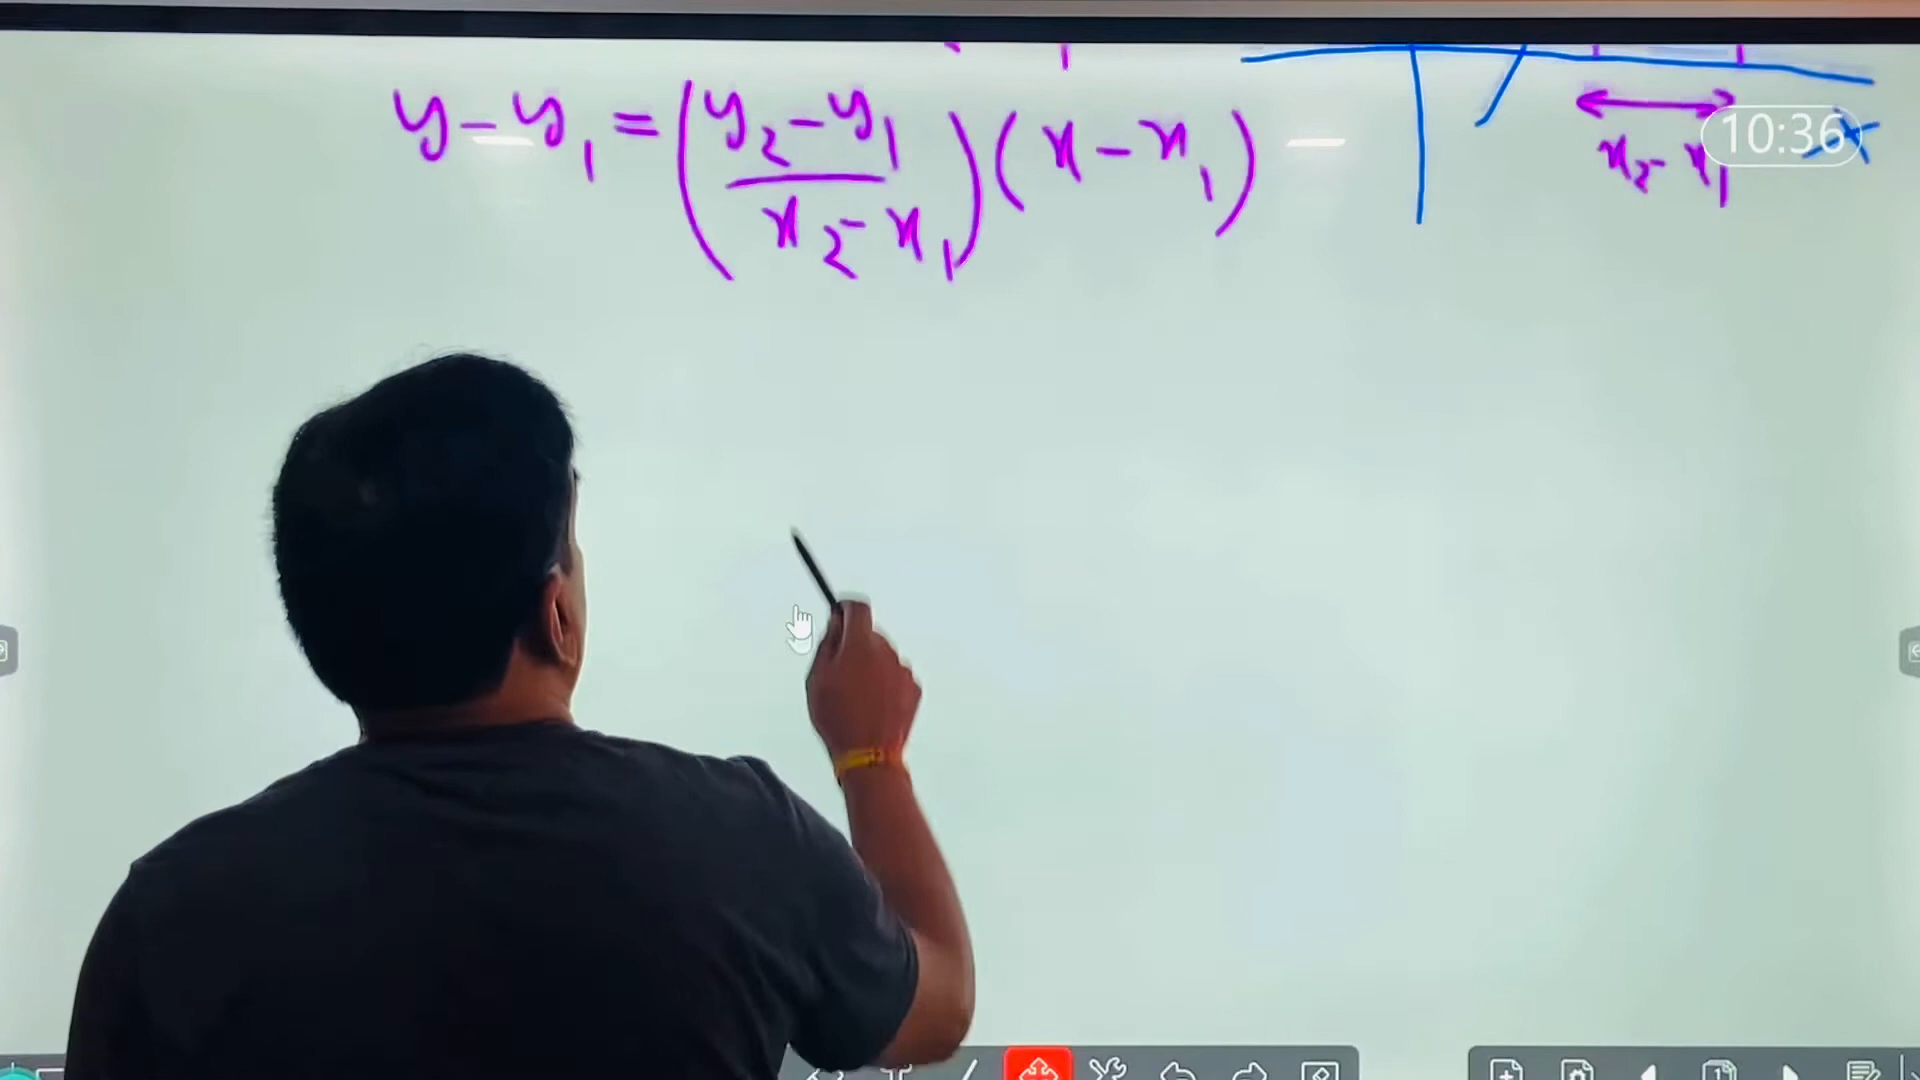 y-y₁ = (y₂-y₁/x₂-x₁)(x-x₁)
x₂-x₁
x
10:36